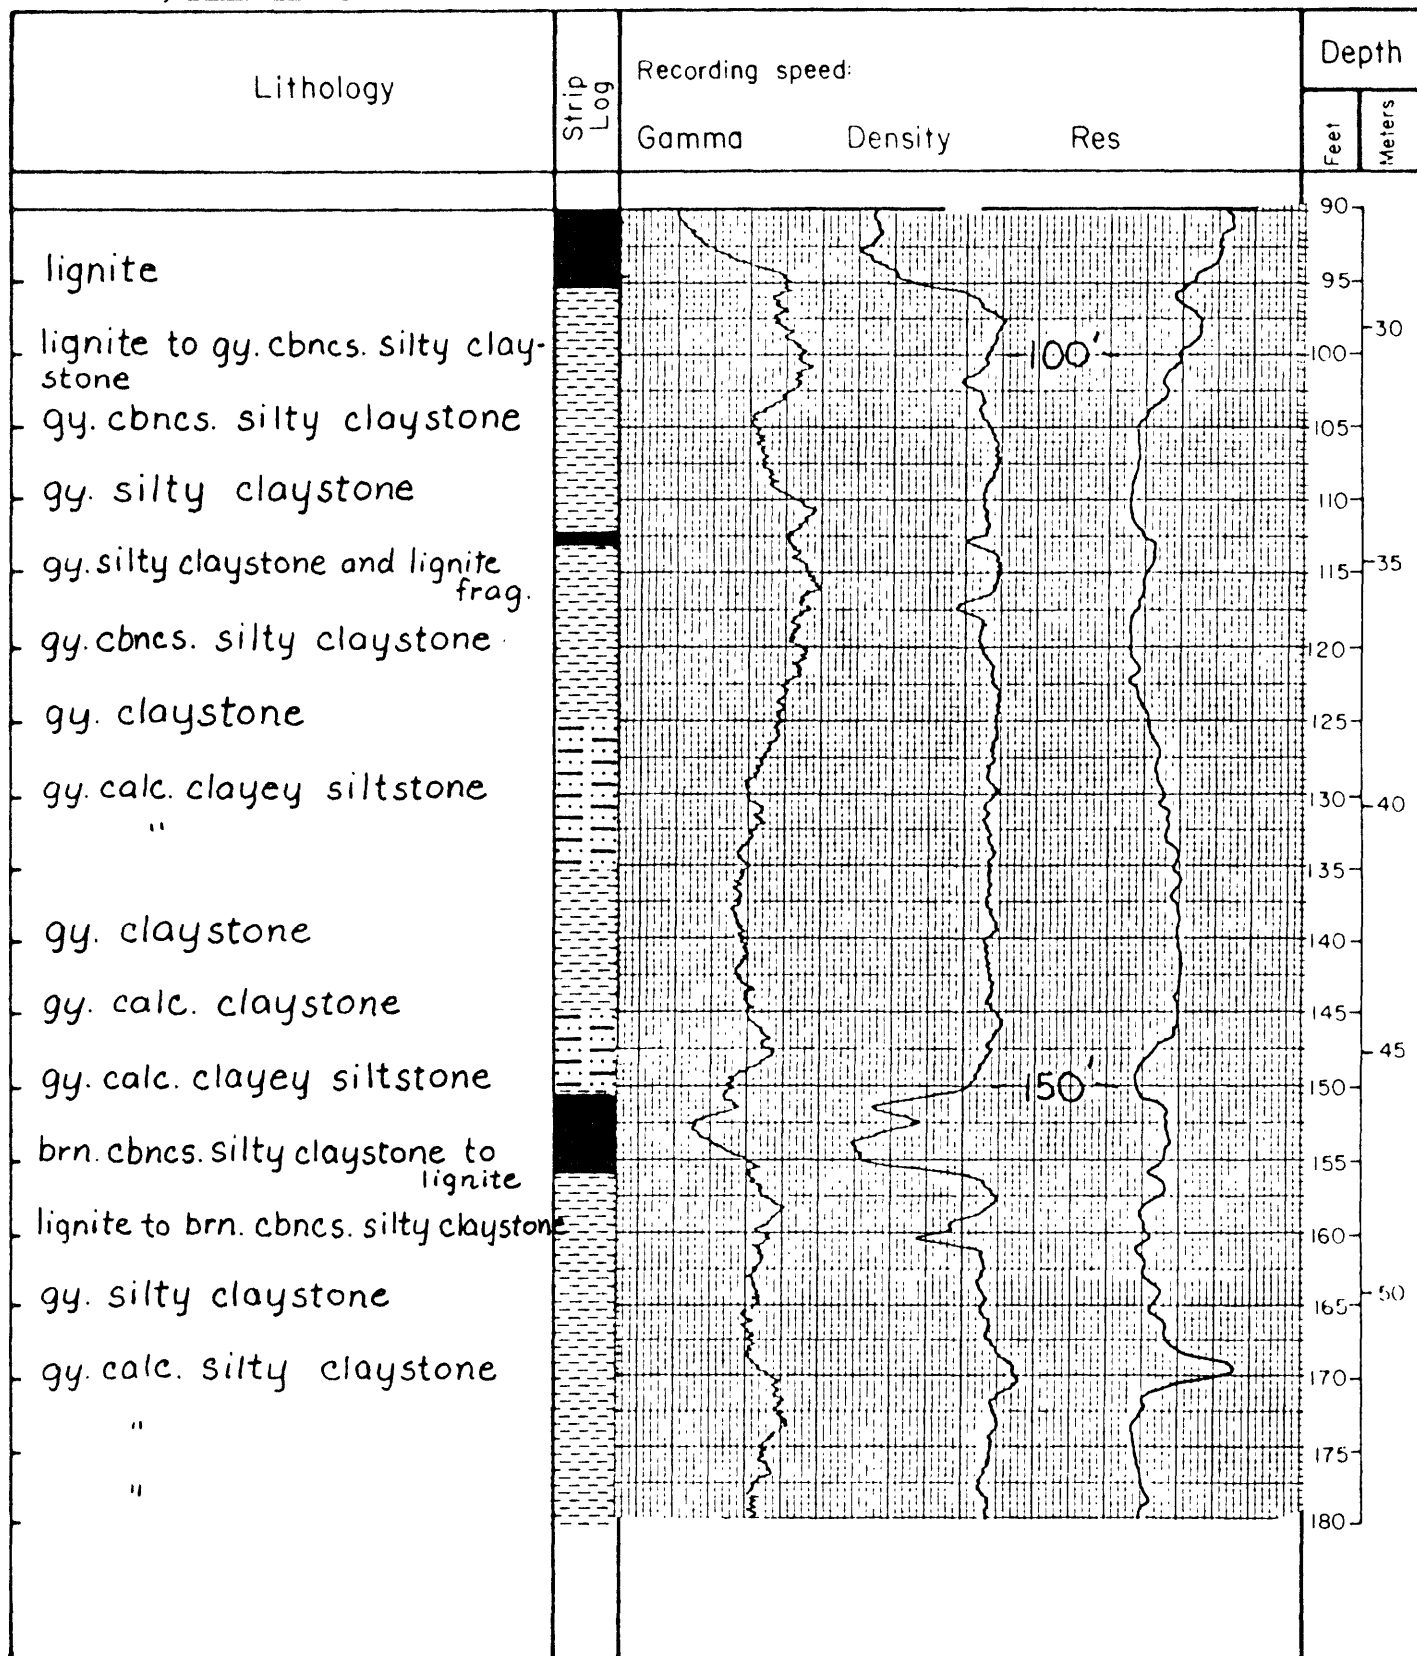 Lithology
Strip Log
Recording speed:
Gamma Density Res
Depth
Feet
Meters
lignite
lignite to gy. cbncs. silty clay-
stone
gy. cbncs. silty claystone
gy. silty claystone
gy. silty claystone and lignite
frag.
gy. cbncs. silty claystone
gy. claystone
gy. calc. clayey siltstone
"
gy. claystone
gy. calc. claystone
gy. calc. clayey siltstone
brn. cbncs. silty claystone to
lignite
lignite to brn. cbncs. silty claystone
gy. silty claystone
gy. calc. silty claystone
"
"
100'
150'
90
95
100
105
110
115
120
125
130
135
140
145
150
155
160
165
170
175
180
30
35
40
45
50